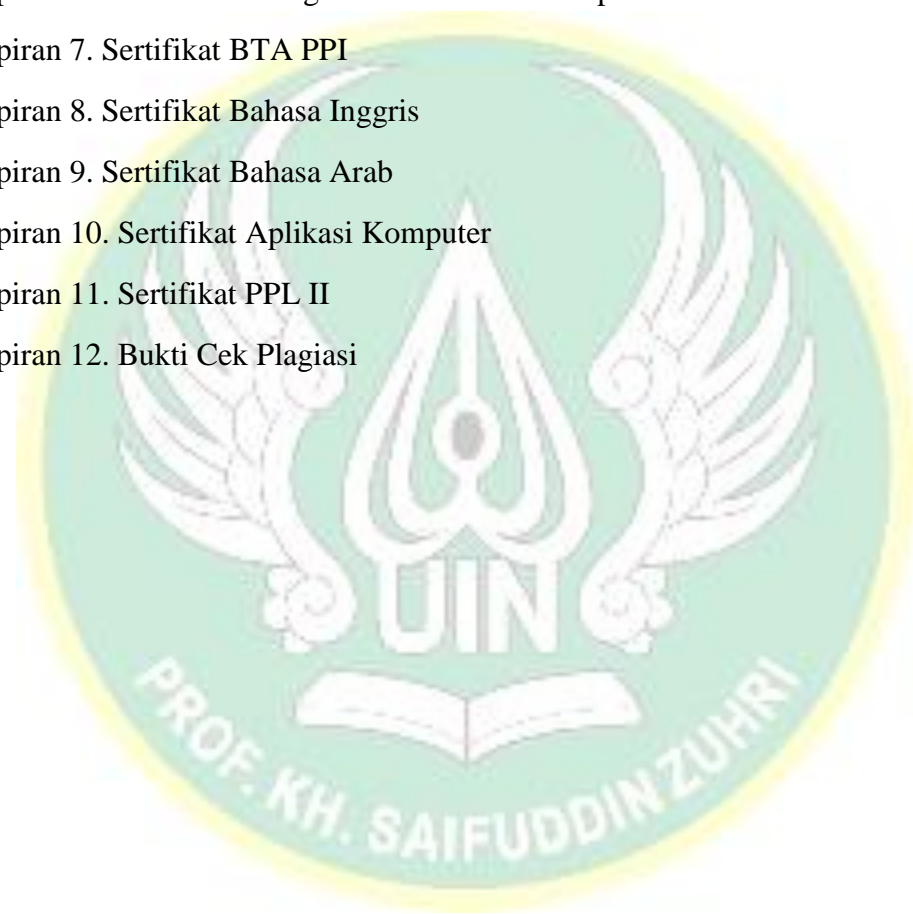 piran 7. Sertifikat BTA PPI
piran 8. Sertifikat Bahasa Inggris
piran 9. Sertifikat Bahasa Arab
piran 10. Sertifikat Aplikasi Komputer
piran 11. Sertifikat PPL II
piran 12. Bukti Cek Plagiasi
UIN
PROF. KH. SAIFUDDIN ZUHRI